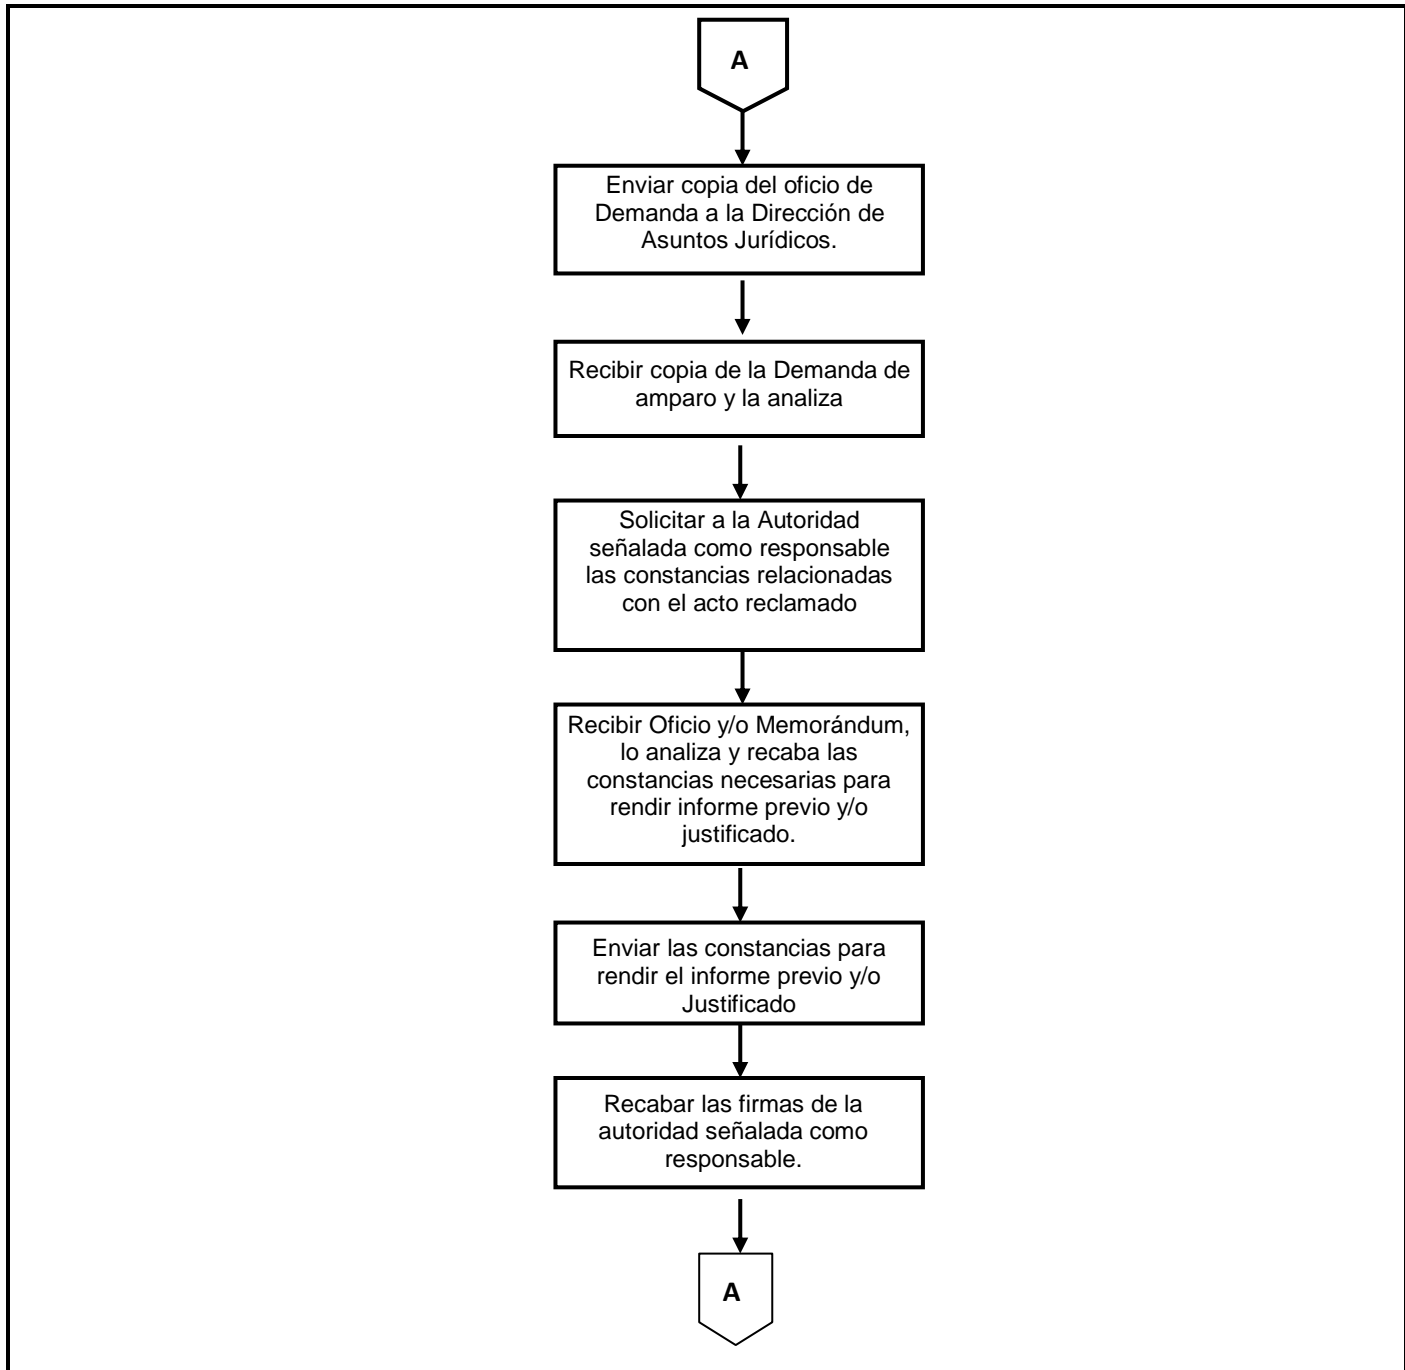 A
Enviar copia del oficio de
Demanda a la Dirección de
Asuntos Jurídicos.
Recibir copia de la Demanda de
amparo y la analiza
Solicitar a la Autoridad
señalada como responsable
las constancias relacionadas
con el acto reclamado
Recibir Oficio y/o Memorándum,
lo analiza y recaba las
constancias necesarias para
rendir informe previo y/o
justificado.
Enviar las constancias para
rendir el informe previo y/o
Justificado
Recabar las firmas de la
autoridad señalada como
responsable.
A